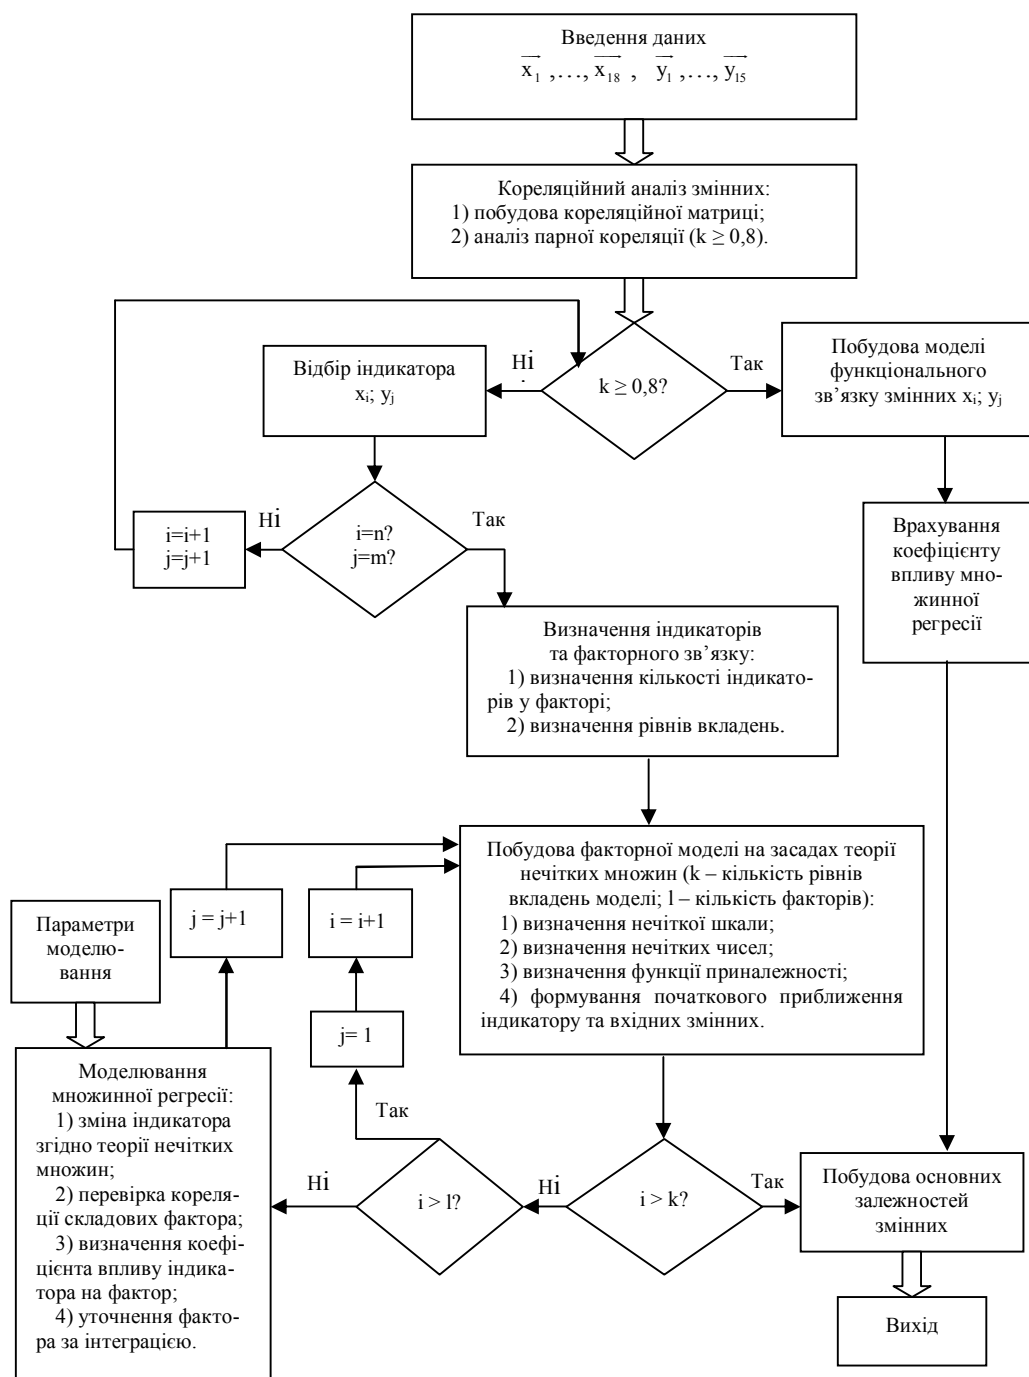 Введення даних
x₁ ,…, x₁₈ , y₁ ,…, y₁₅
Кореляційний аналіз змінних:
1) побудова кореляційної матриці;
2) аналіз парної кореляції (k ≥ 0,8).
Відбір індикатора
xᵢ; yⱼ
Ні
k ≥ 0,8?
Так
Побудова моделі
функціонального
зв’язку змінних xᵢ; yⱼ
i=i+1
j=j+1
Ні
i=n?
j=m?
Так
Врахування
коефіцієнту
впливу мно-
жинної
регресії
Визначення індикаторів
та факторного зв’язку:
1) визначення кількості індикато-
рів у факторі;
2) визначення рівнів вкладень.
Побудова факторної моделі на засадах теорії
нечітких множин (k – кількість рівнів
вкладень моделі; l – кількість факторів):
1) визначення нечіткої шкали;
2) визначення нечітких чисел;
3) визначення функції приналежності;
4) формування початкового приближення
індикатору та вхідних змінних.
j = j+1
i = i+1
Параметри
моделю-
вання
j= 1
Так
Моделювання
множинної регресії:
1) зміна індикатора
згідно теорії нечітких
множин;
2) перевірка кореля-
ції складових фактора;
3) визначення коефі-
цієнта впливу індика-
тора на фактор;
4) уточнення факто-
ра за інтеграцією.
Ні
i > l?
Ні
i > k?
Так
Побудова основних
залежностей
змінних
Вихід